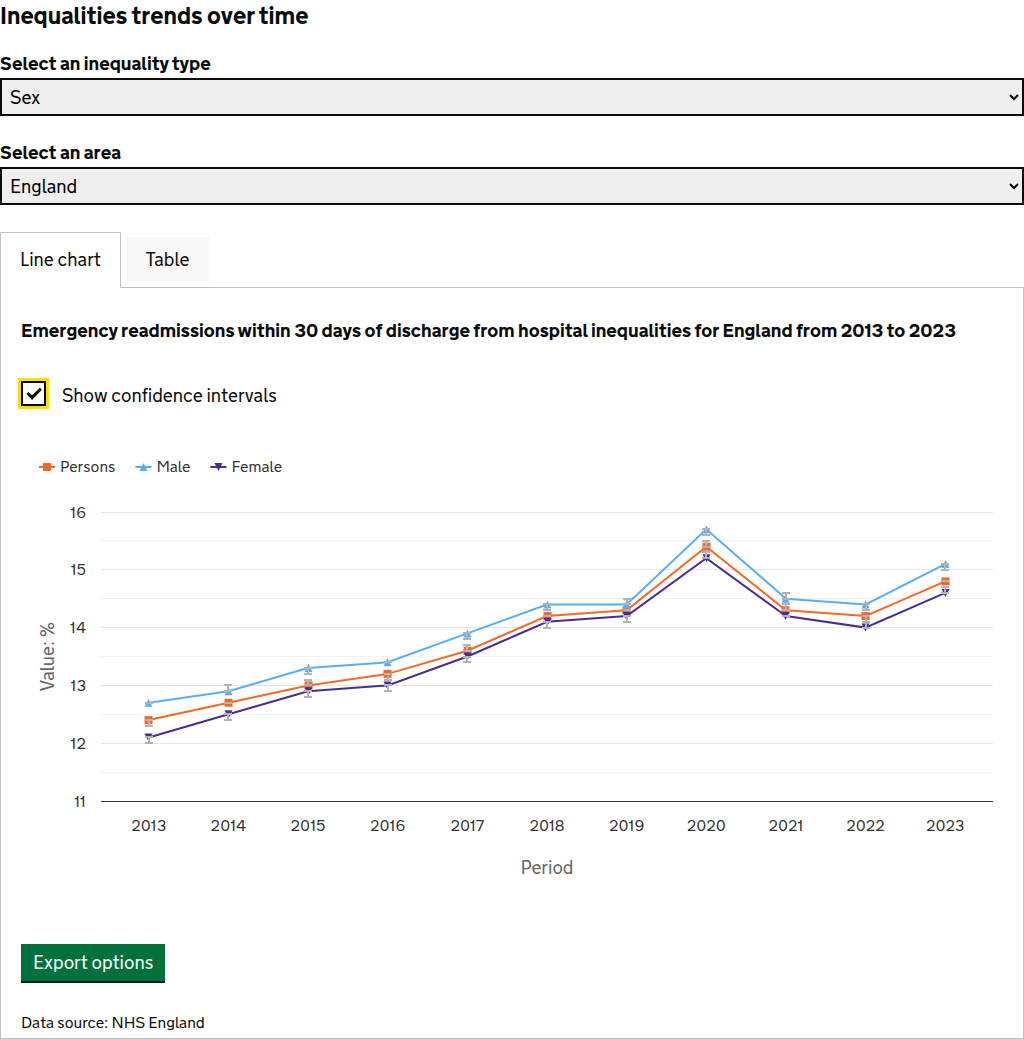 Inequalities trends over time
Select an inequality type
Sex
Select an area
England
Line chart Table
Emergency readmissions within 30 days of discharge from hospital inequalities for England from 2013 to 2023
Show confidence intervals
Persons Male Female
16
15
14
13
12
11
Value: %
2013 2014 2015 2016 2017 2018 2019 2020 2021 2022 2023
Period
Export options
Data source: NHS England